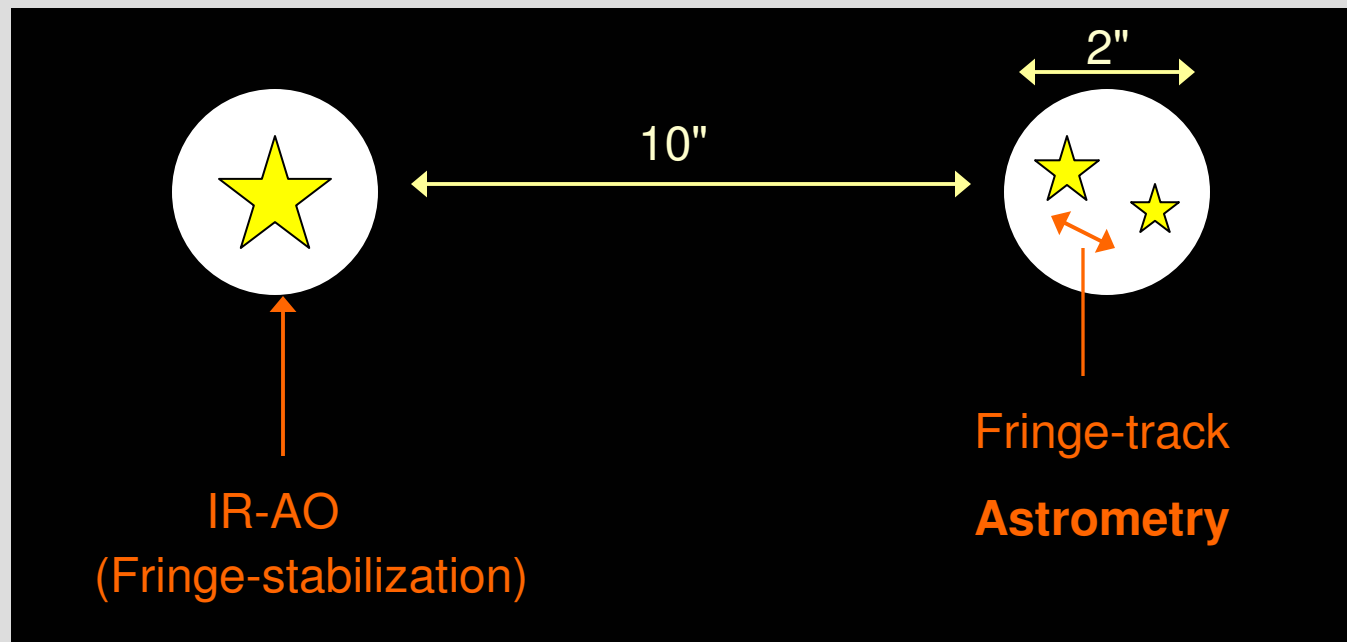 2"
10"
Fringe-track
IR-AO
Astrometry
(Fringe-stabilization)